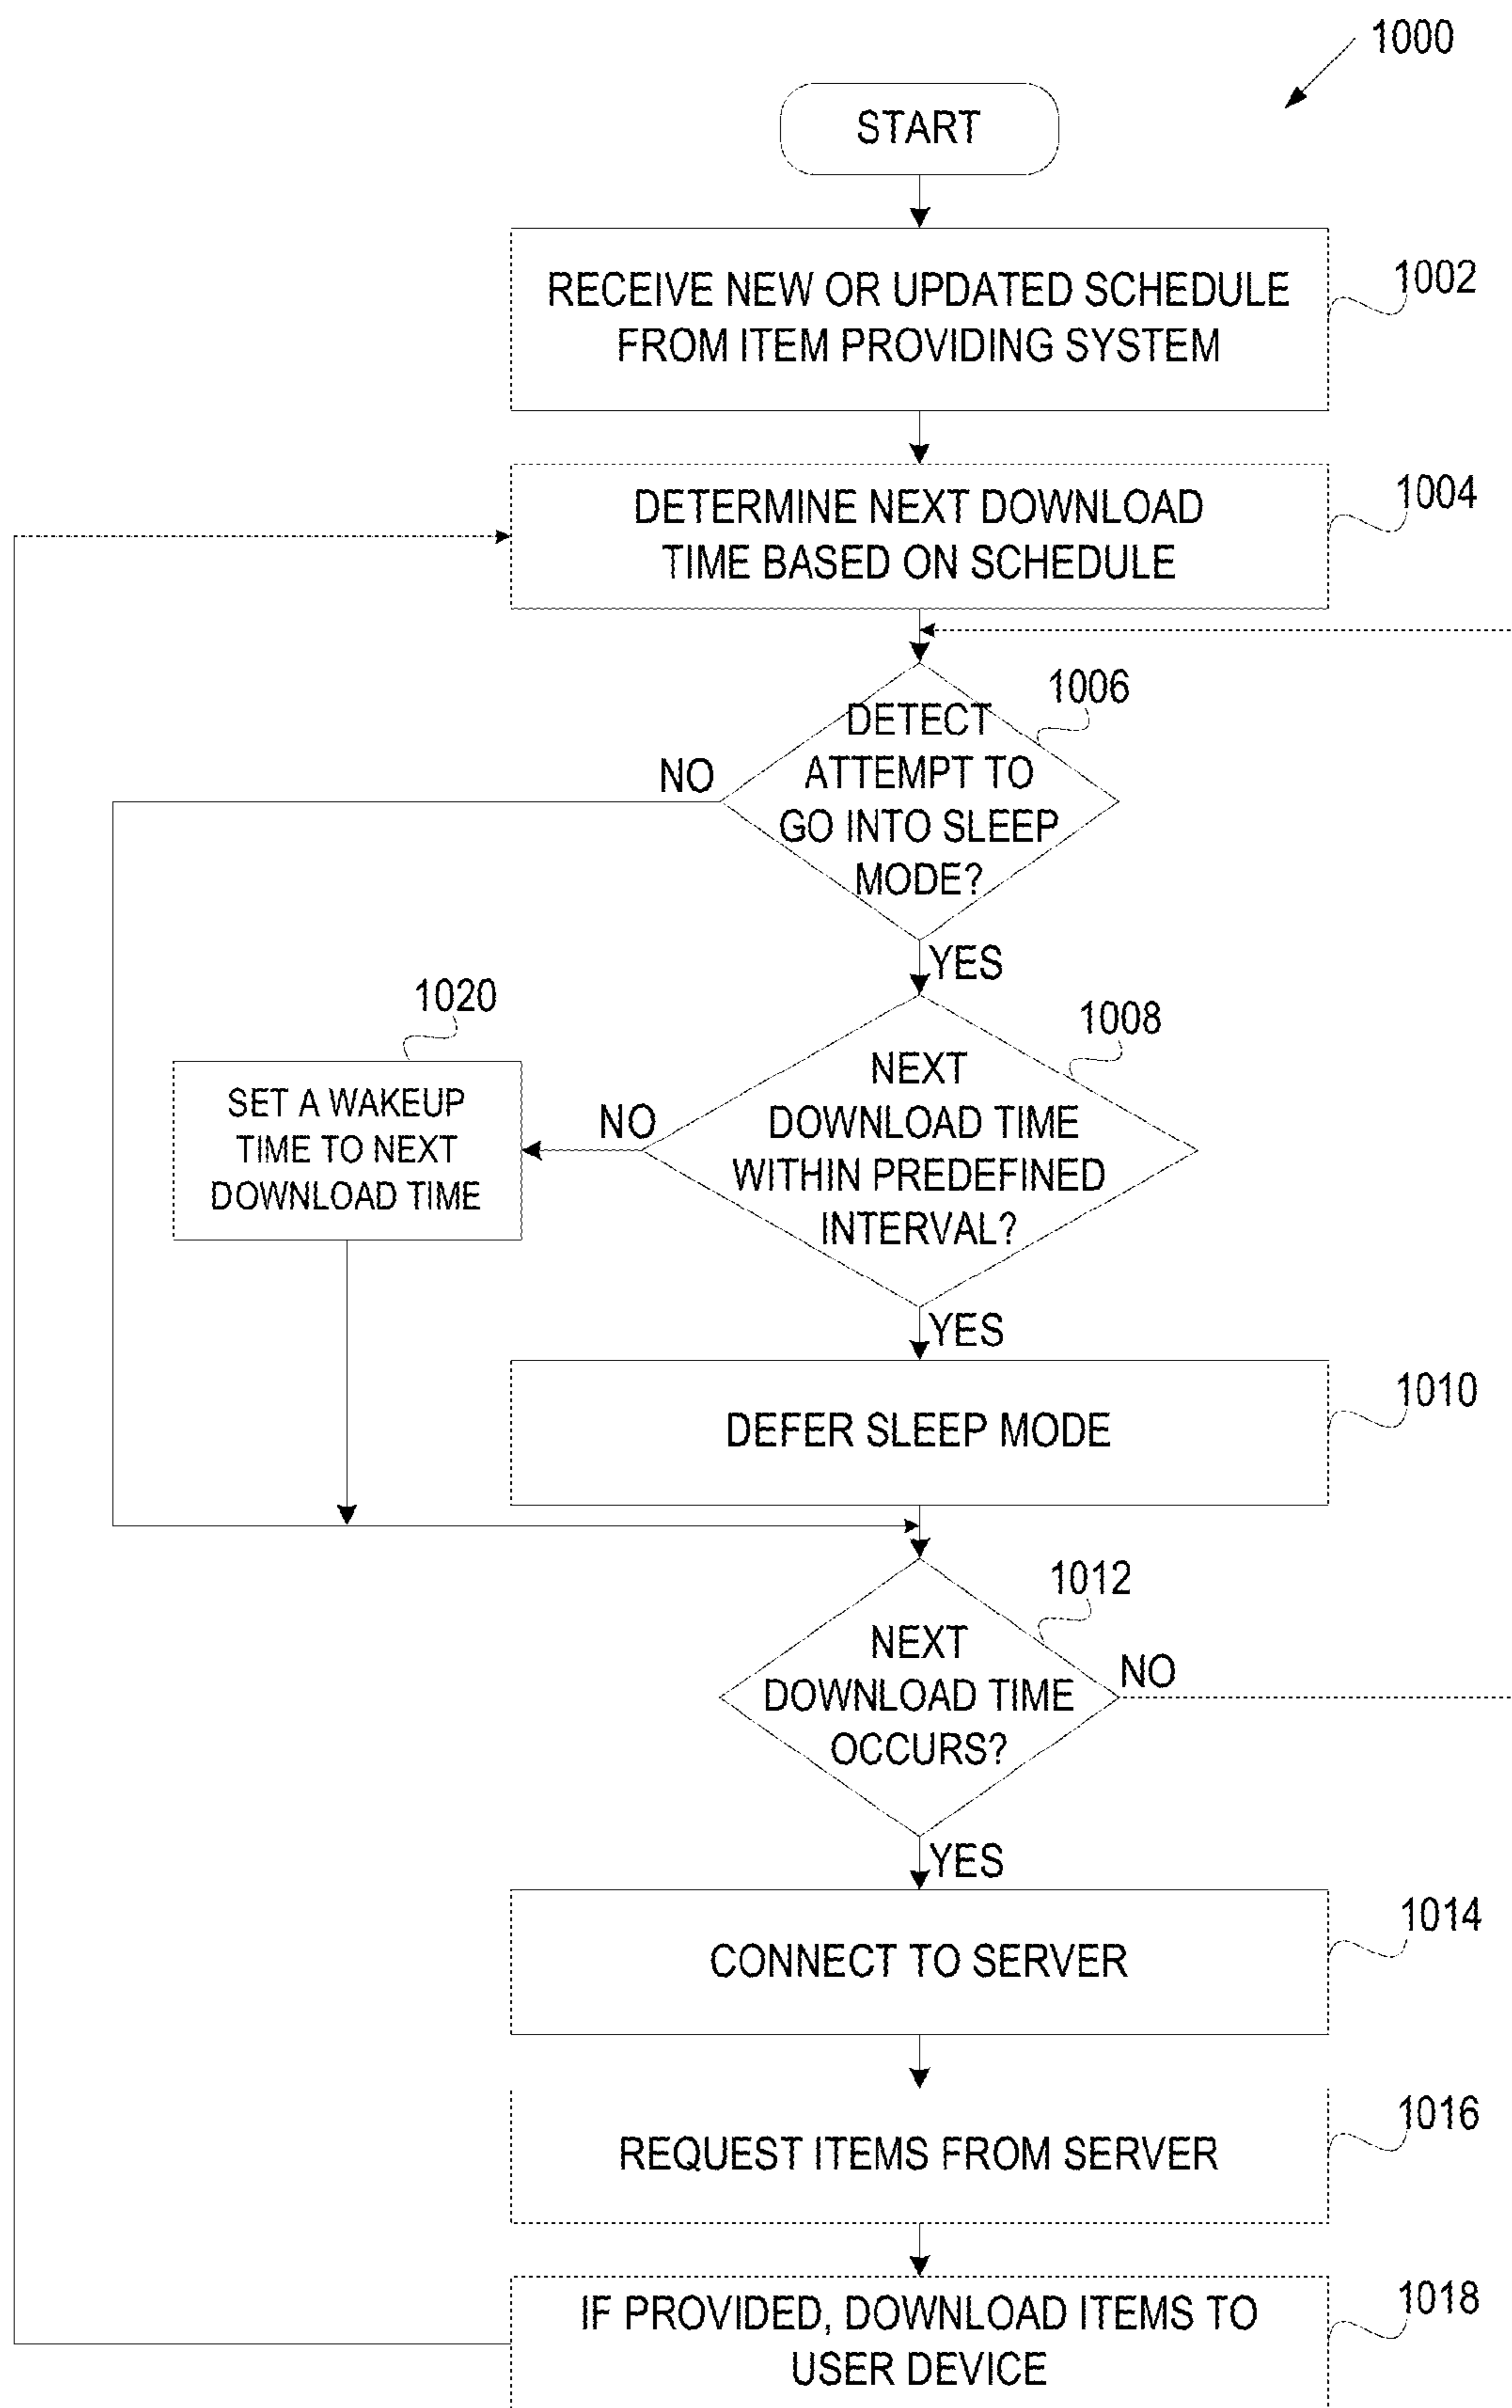 1000
START
RECEIVE NEW OR UPDATED SCHEDULE
FROM ITEM PROVIDING SYSTEM
1002
DETERMINE NEXT DOWNLOAD
TIME BASED ON SCHEDULE
1004
DETECT
ATTEMPT TO
GO INTO SLEEP
MODE?
1006
NO
YES
1020
SET A WAKEUP
TIME TO NEXT
DOWNLOAD TIME
NO
NEXT
DOWNLOAD TIME
WITHIN PREDEFINED
INTERVAL?
1008
YES
DEFER SLEEP MODE
1010
NEXT
DOWNLOAD TIME
OCCURS?
1012
NO
YES
CONNECT TO SERVER
1014
REQUEST ITEMS FROM SERVER
1016
IF PROVIDED, DOWNLOAD ITEMS TO
USER DEVICE
1018